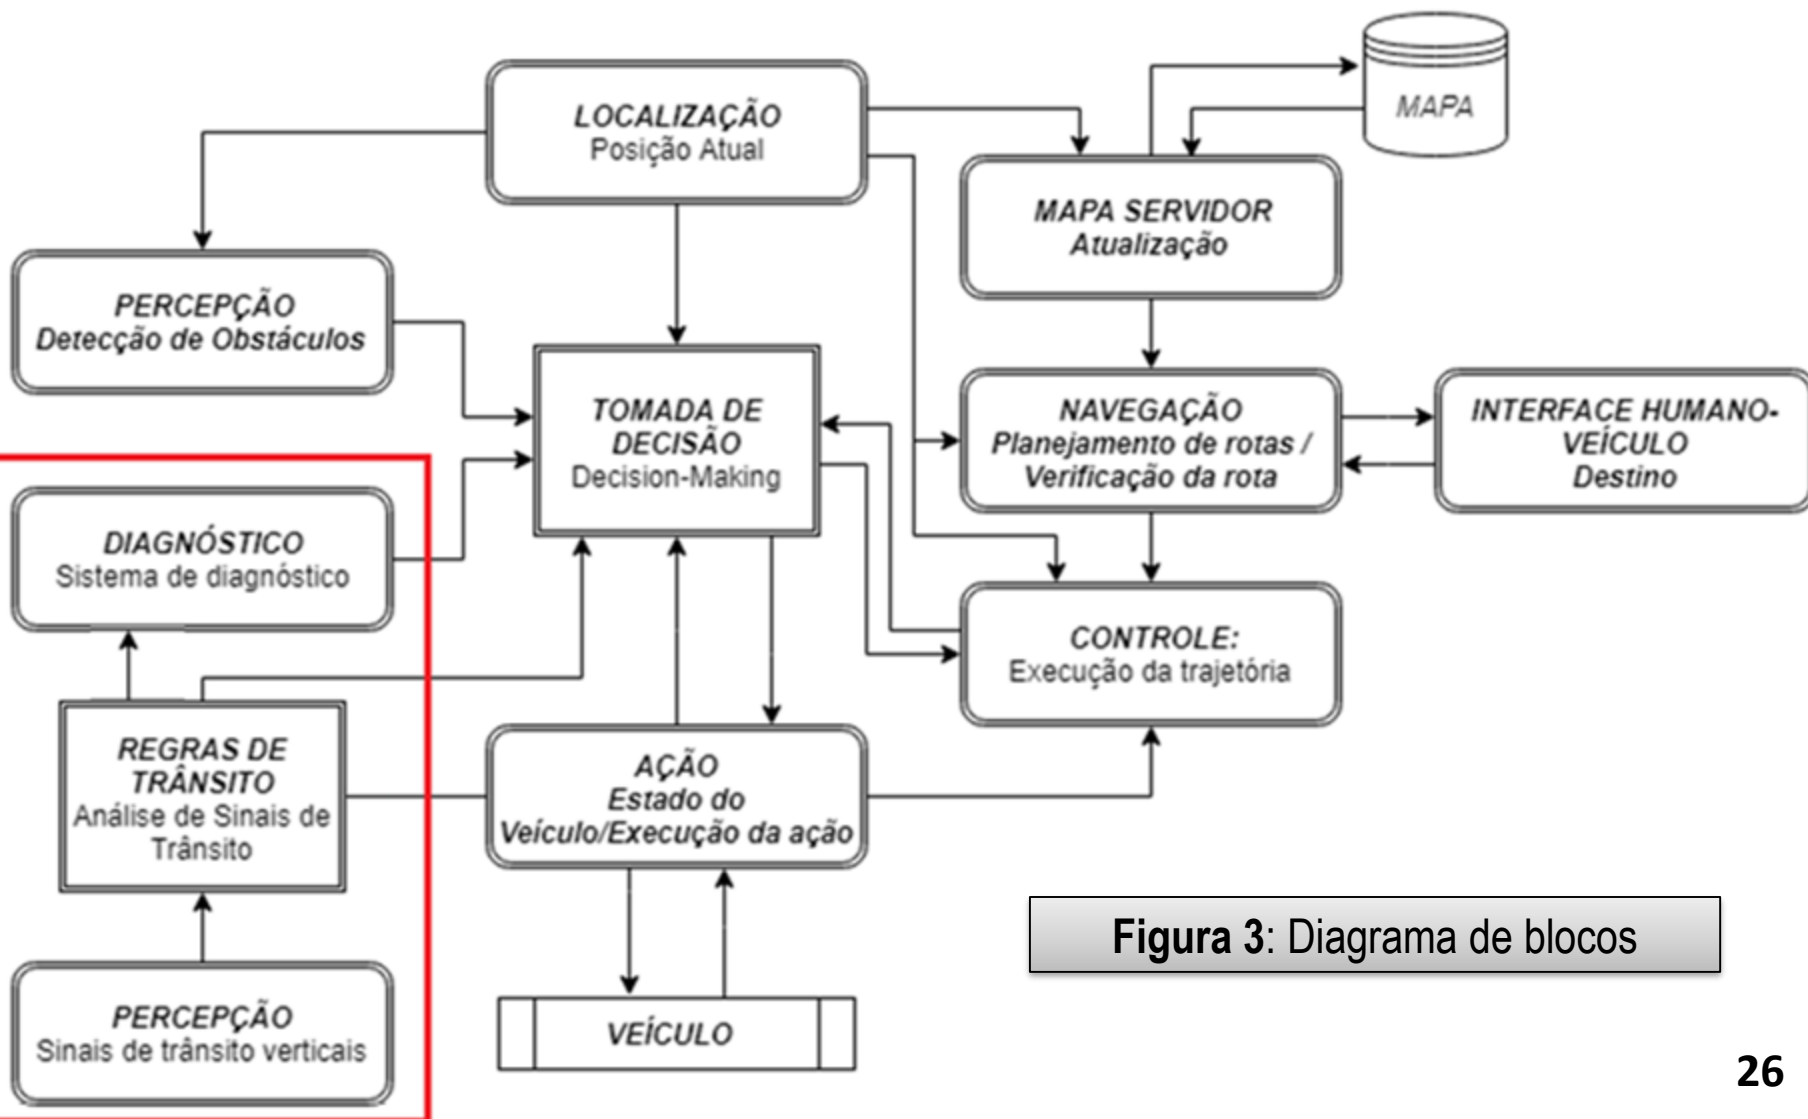 LOCALIZAÇÃO
Posição Atual
MAPA
MAPA SERVIDOR
Atualização
PERCEPÇÃO
Detecção de Obstáculos
TOMADA DE
DECISÃO
Decision-Making
NAVEGAÇÃO
Planejamento de rotas /
Verificação da rota
INTERFACE HUMANO-
VEÍCULO
Destino
DIAGNÓSTICO
Sistema de diagnóstico
CONTROLE:
Execução da trajetória
REGRAS DE
TRÂNSITO
Análise de Sinais de
Trânsito
AÇÃO
Estado do
Veículo/Execução da ação
PERCEPÇÃO
Sinais de trânsito verticais
VEÍCULO
Figura 3: Diagrama de blocos
26